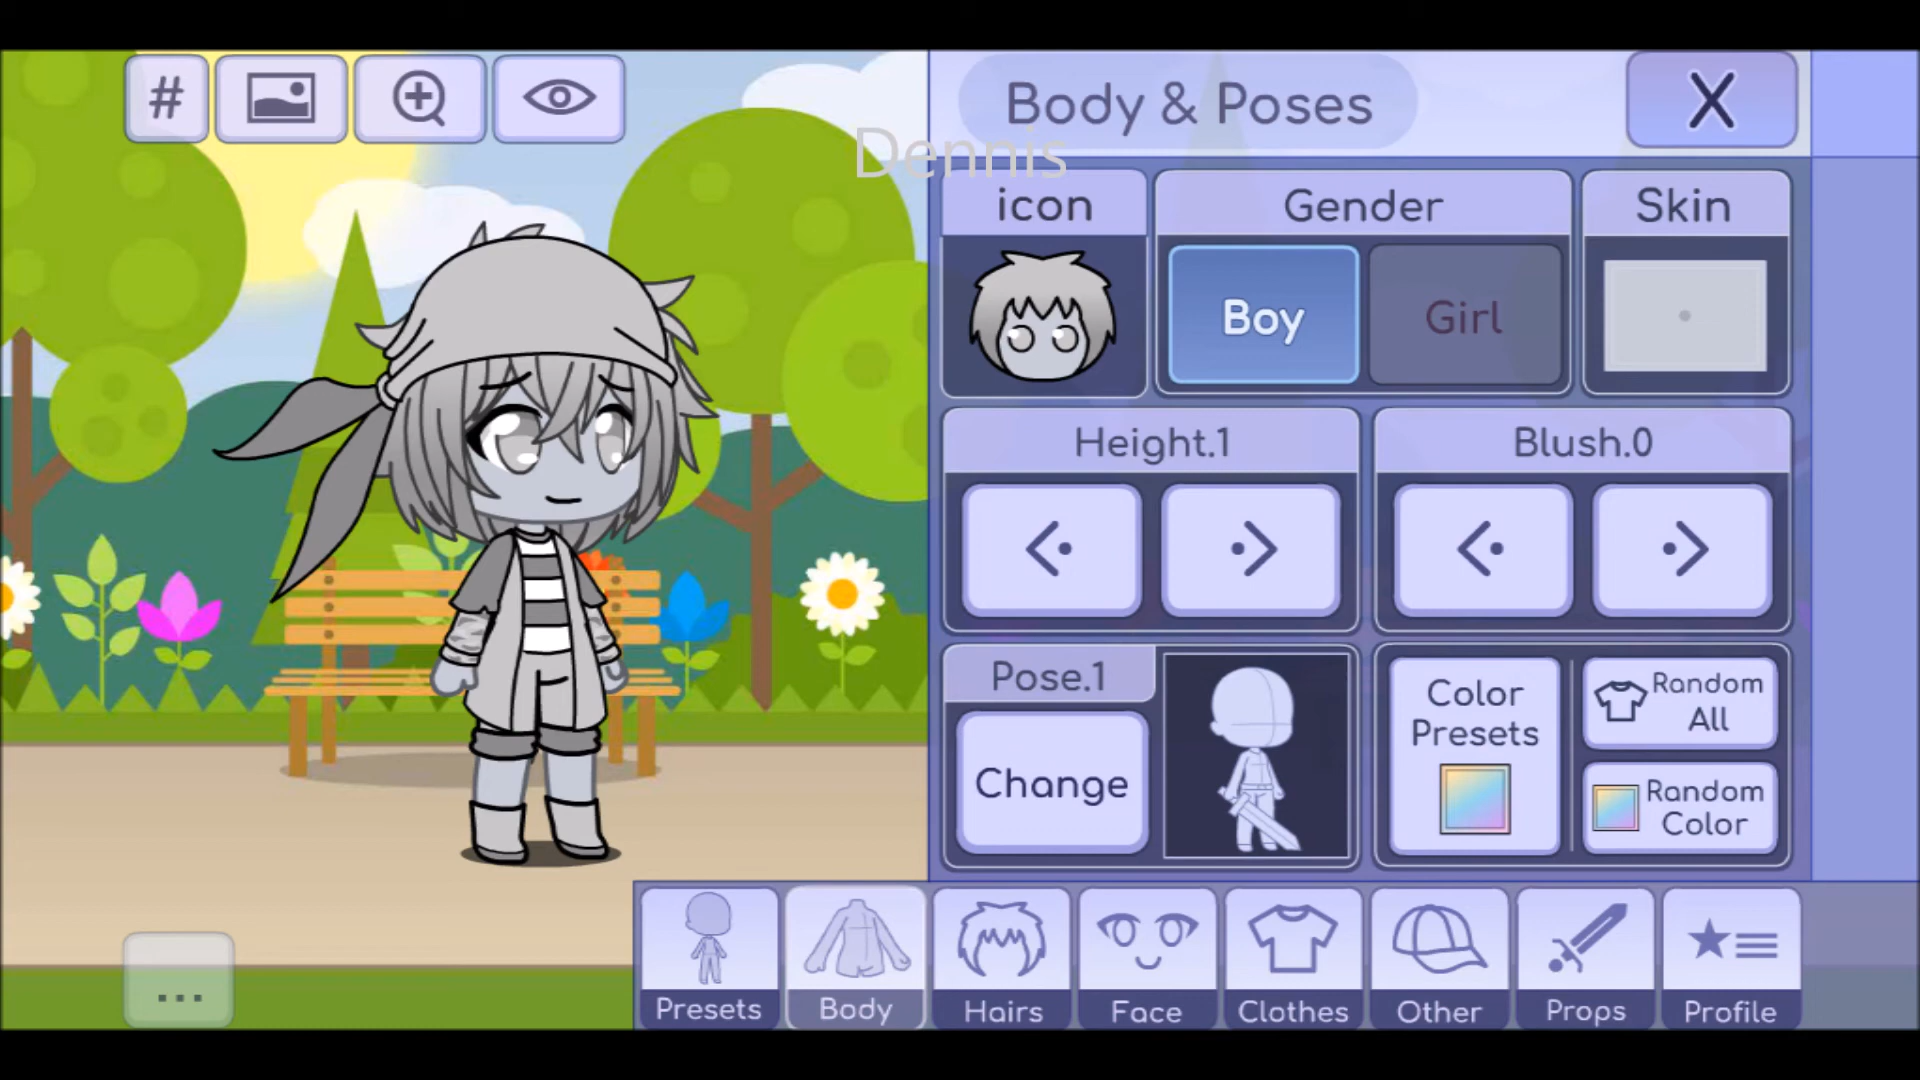 #
Body & Poses
X
Dennis
icon
Gender
Skin
Boy
Girl
Height.1
Blush.0
Pose.1
Change
Color
Presets
Random
All
Random
Color
...
Presets
Body
Hairs
Face
Clothes
Other
Props
Profile